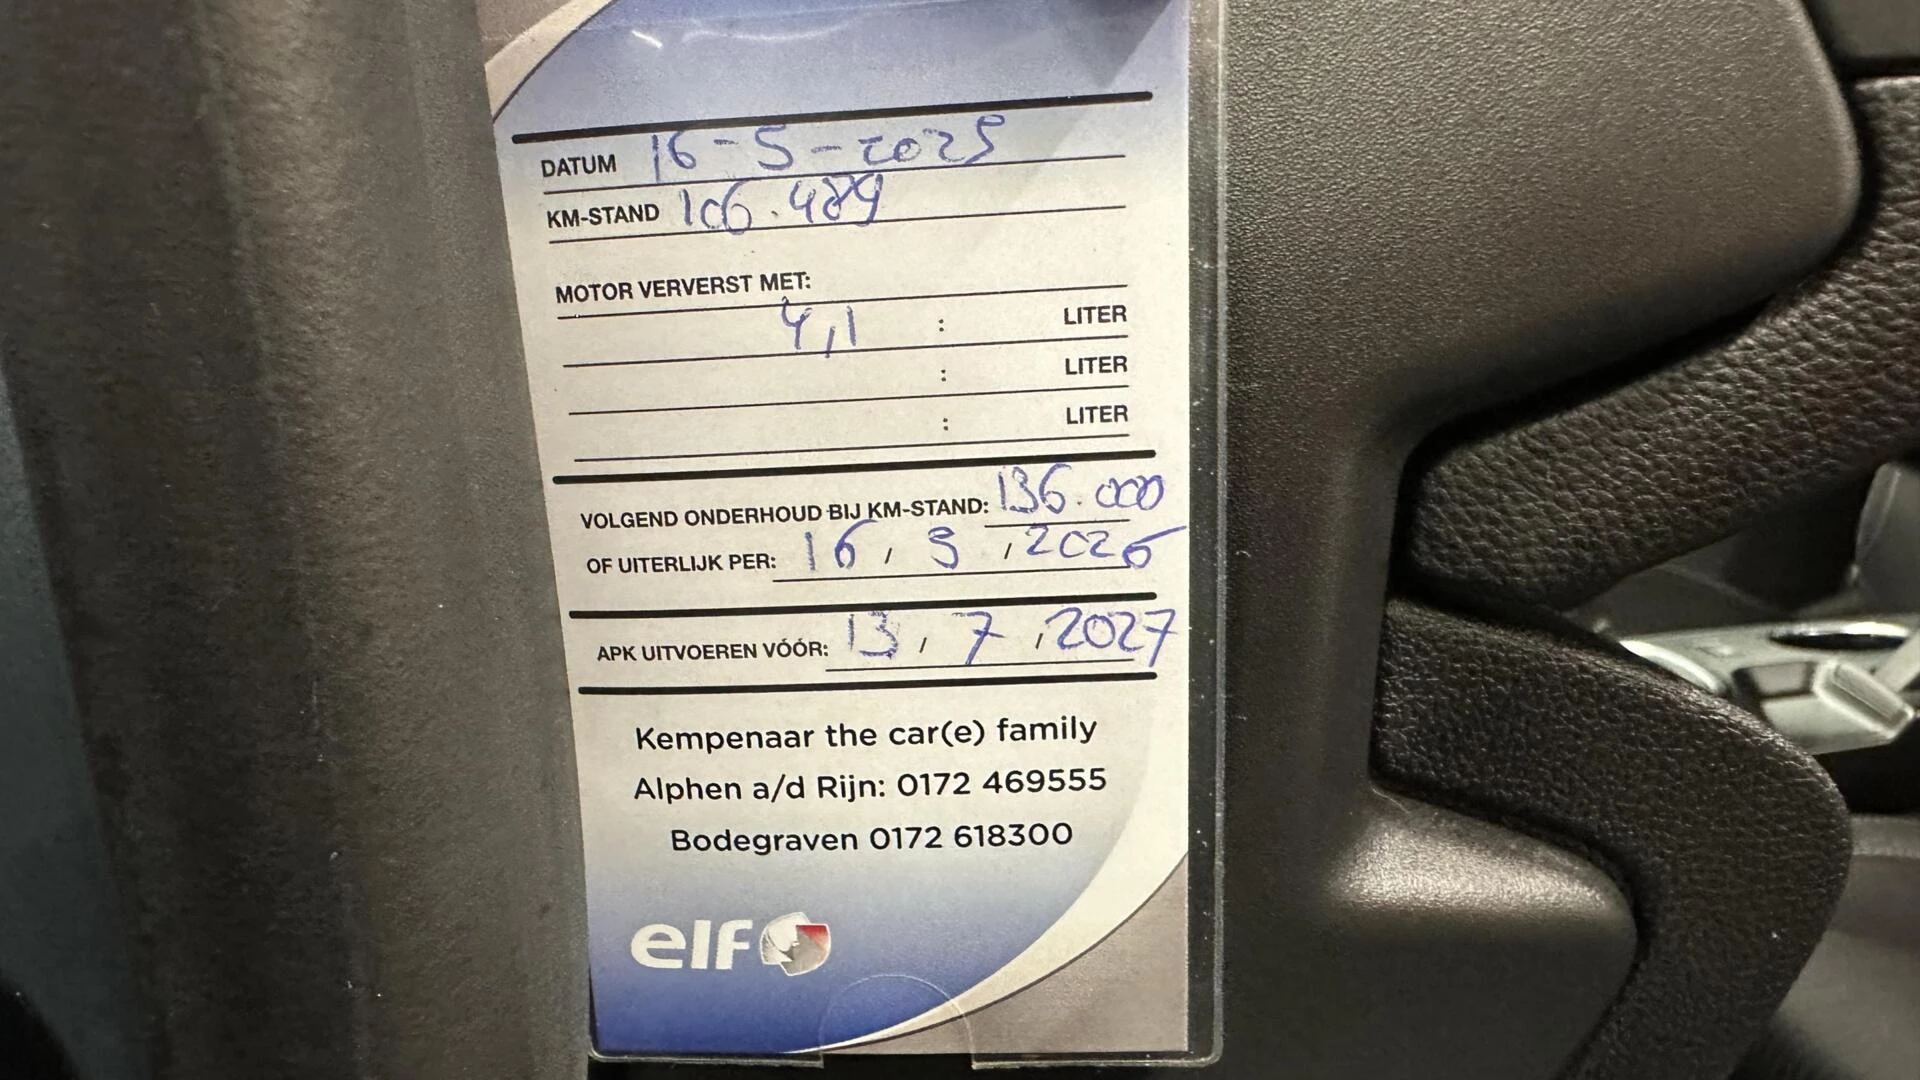 DATUM 16-5-2025
KM-STAND 106.489
MOTOR VERVERST MET:
4,1 : LITER
: LITER
: LITER
VOLGEND ONDERHOUD BIJ KM-STAND: 136.000
OF UITERLIJK PER: 16 / 5 / 2026
APK UITVOEREN VÓÓR: 13 / 7 / 2027
Kempenaar the car(e) family
Alphen a/d Rijn: 0172 469555
Bodegraven 0172 618300
elf